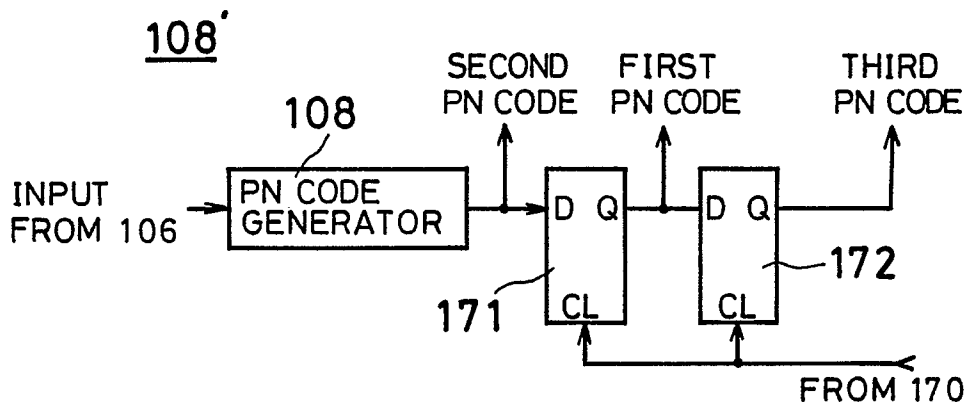 108'
SECOND
PN CODE
FIRST
PN CODE
THIRD
PN CODE
108
INPUT
FROM 106
PN CODE
GENERATOR
D Q
CL
171
D Q
CL
172
FROM 170